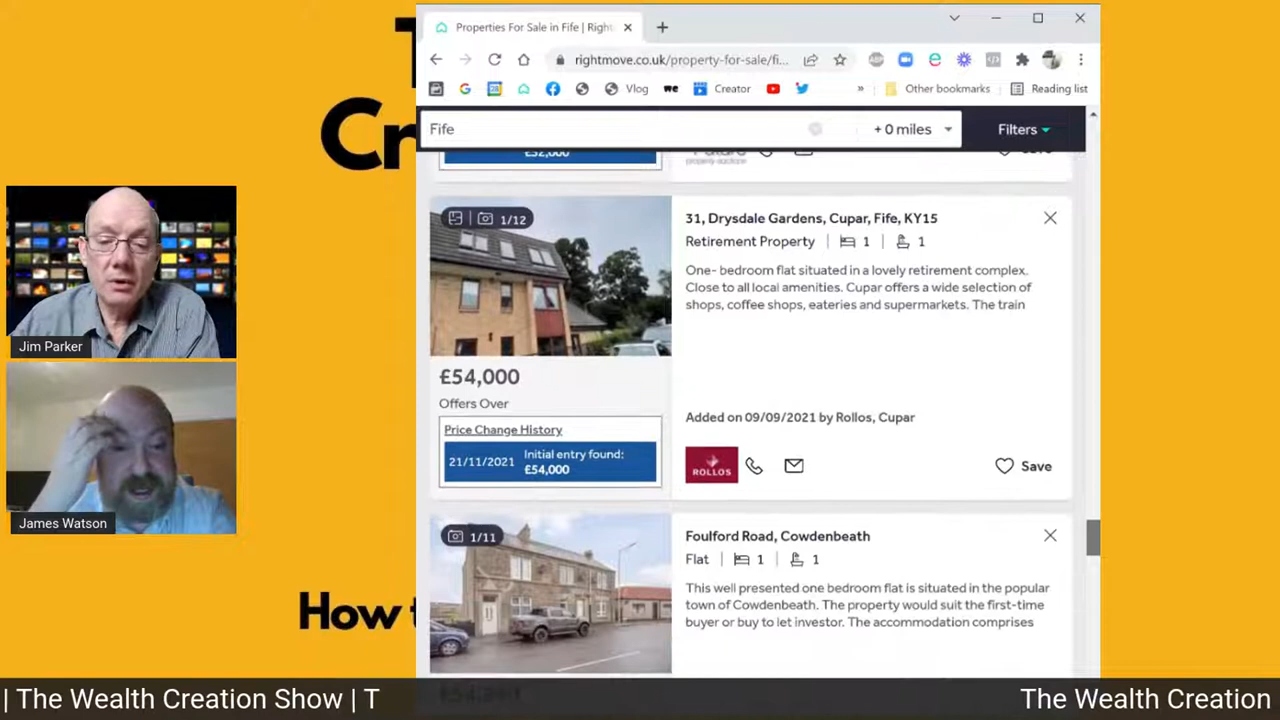 Properties For Sale in Fife | Right
rightmove.co.uk/property-for-sale/fi...
Vlog
Creator
»
Other bookmarks
Reading list
Fife
+ 0 miles
Filters
£52,000
property-auctions
Save
1/12
31, Drysdale Gardens, Cupar, Fife, KY15
Retirement Property
1
1
One- bedroom flat situated in a lovely retirement complex.
Close to all local amenities. Cupar offers a wide selection of
shops, coffee shops, eateries and supermarkets. The train
£54,000
Offers Over
Added on 09/09/2021 by Rollos, Cupar
Price Change History
21/11/2021
Initial entry found:
£54,000
ROLLOS
Save
1/11
Foulford Road, Cowdenbeath
Flat
1
1
This well presented one bedroom flat is situated in the popular
town of Cowdenbeath. The property would suit the first-time
buyer or buy to let investor. The accommodation comprises
T
Cr
How t
Jim Parker
James Watson
| The Wealth Creation Show | T
The Wealth Creation